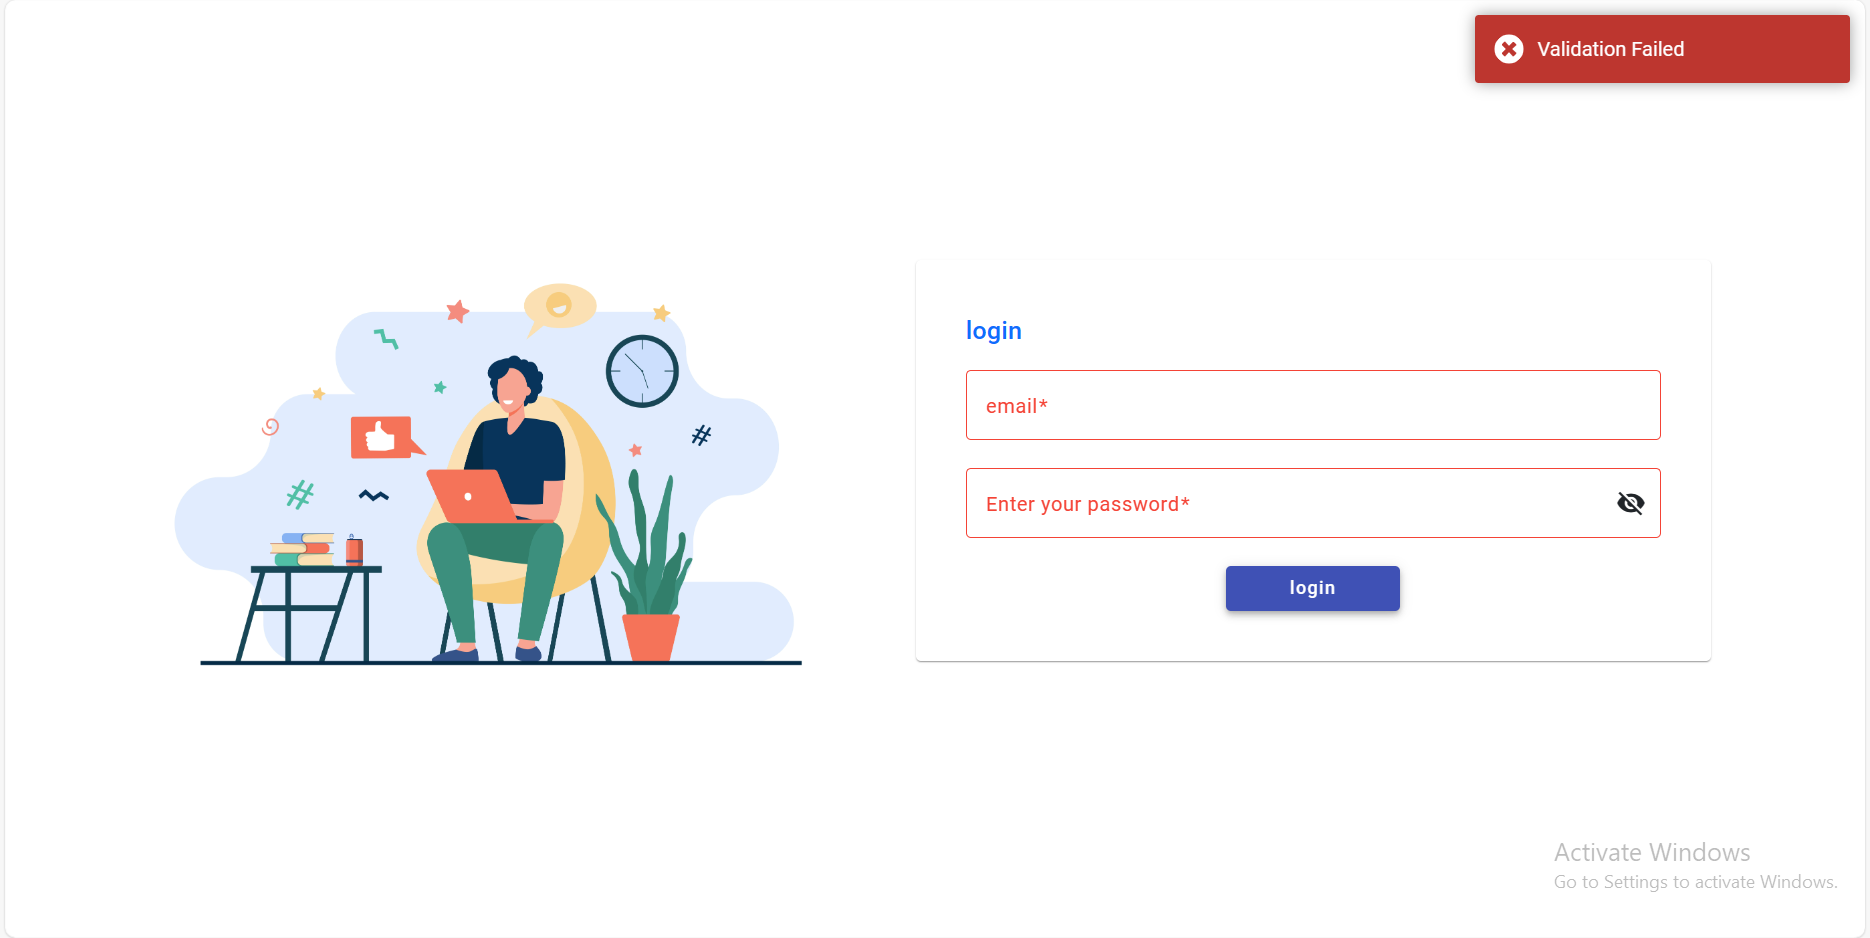 Validation Failed
login
email*
Enter your password*
login
Activate Windows
Go to Settings to activate Windows.